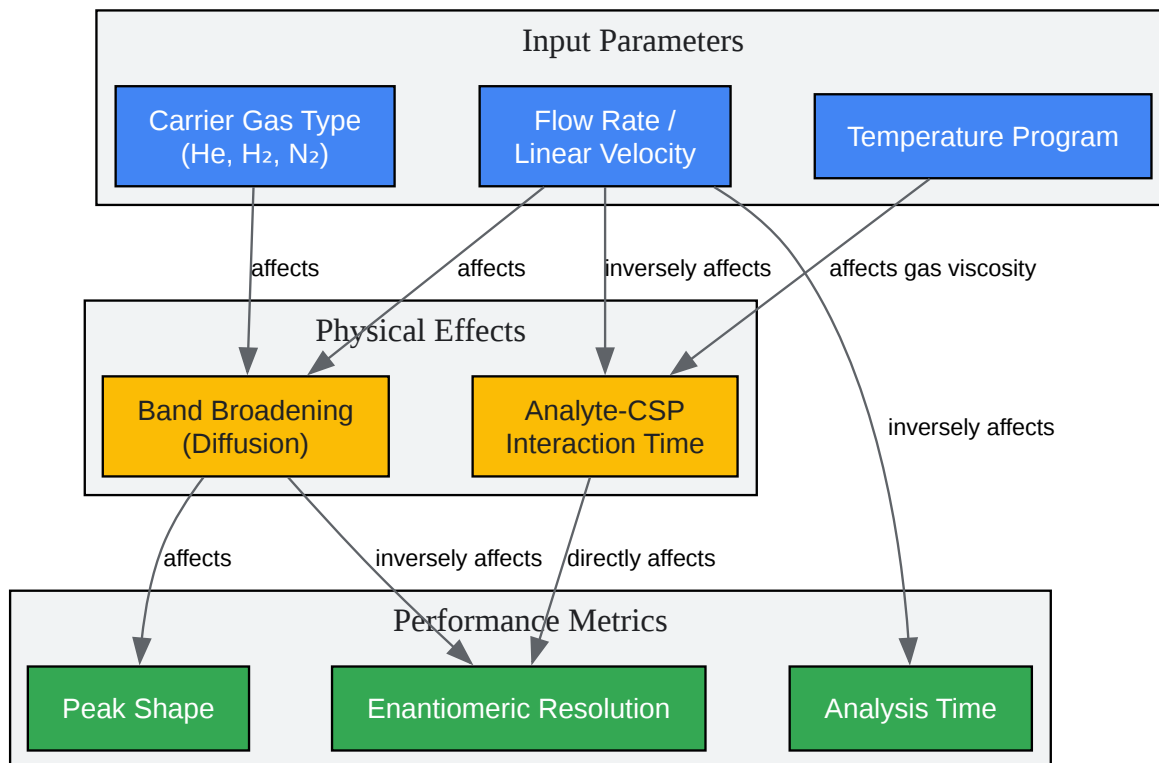 Input Parameters
Carrier Gas Type
(He, H₂, N₂)
Flow Rate /
Linear Velocity
Temperature Program
affects
affects
inversely affects
affects gas viscosity
Physical Effects
Band Broadening
(Diffusion)
Analyte-CSP
Interaction Time
inversely affects
affects
inversely affects
directly affects
Performance Metrics
Peak Shape
Enantiomeric Resolution
Analysis Time